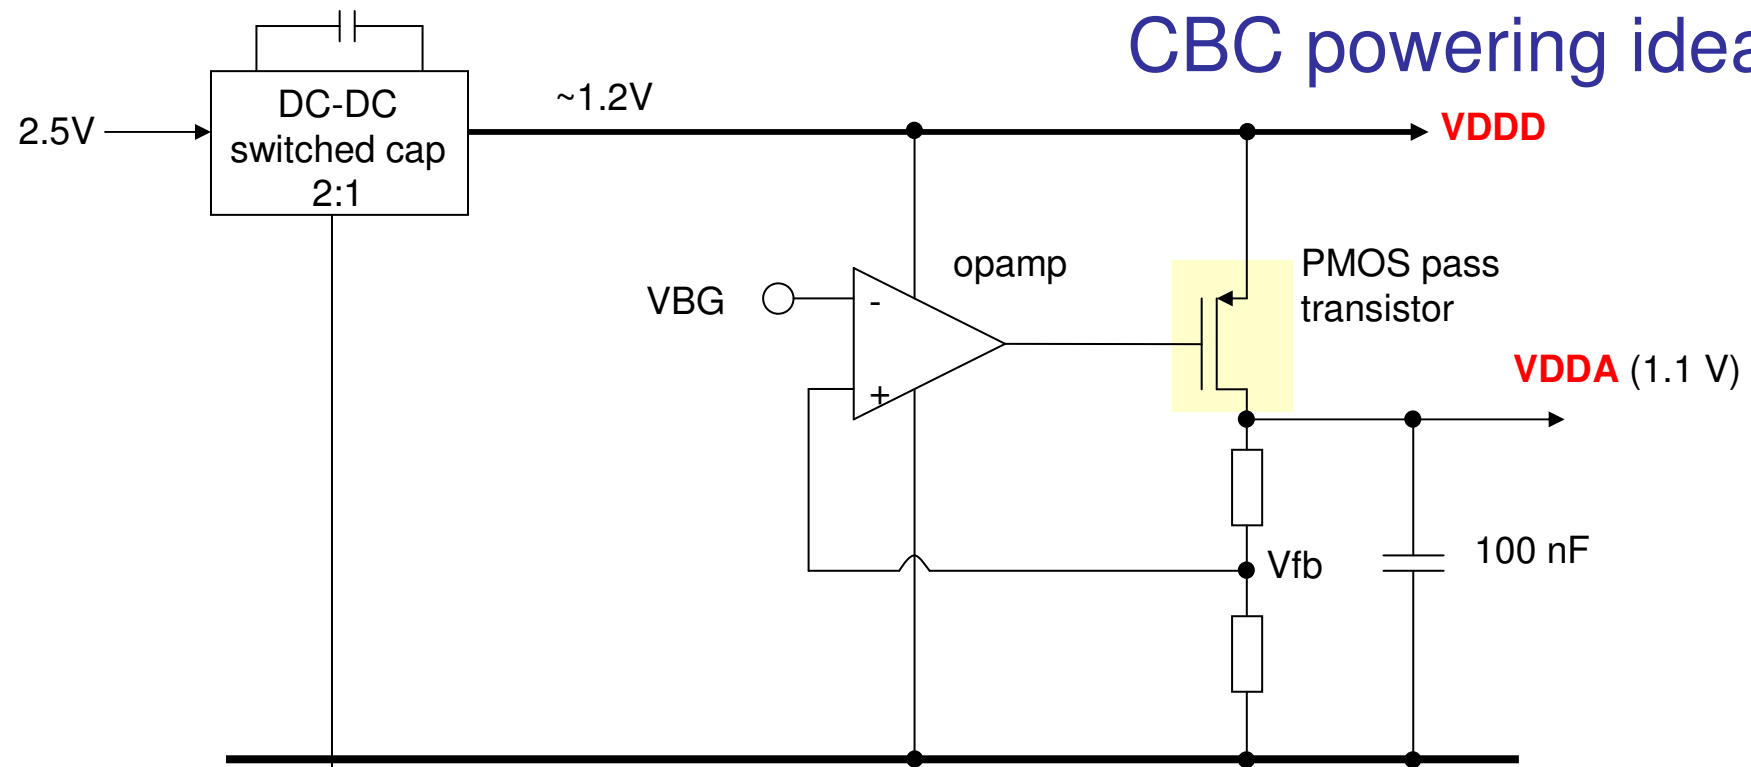 CBC powering idea
DC-DC
switched cap
2:1
2.5V
~1.2V
VDDD
opamp
PMOS pass
transistor
VBG
-
+
VDDA (1.1 V)
Vfb
100 nF